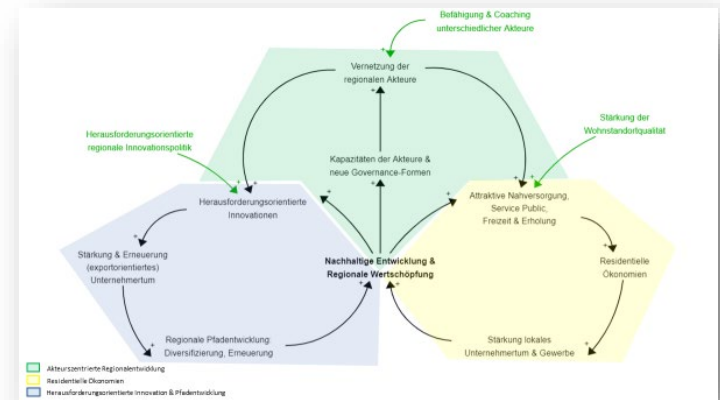 Befähigung & Coaching
unterschiedlicher Akteure
Vernetzung der
regionalen Akteure
Stärkung der
Wohnstandortqualität
Herausforderungsorientierte
regionale Innovationspolitik
Kapazitäten der Akteure &
neue Governance-Formen
Herausforderungsorientierte
Innovationen
Attraktive Nahversorgung,
Service Public,
Freizeit & Erholung
Stärkung & Erneuerung
(exportorientiertes)
Unternehmertum
Nachhaltige Entwicklung &
Regionale Wertschöpfung
Residentielle
Ökonomien
Regionale Pfadentwicklung:
Diversifizierung, Erneuerung
Stärkung lokales
Unternehmertum & Gewerbe
Akteurszentrierte Regionalentwicklung
Residentielle Ökonomien
Herausforderungsorientierte Innovation & Pfadentwicklung